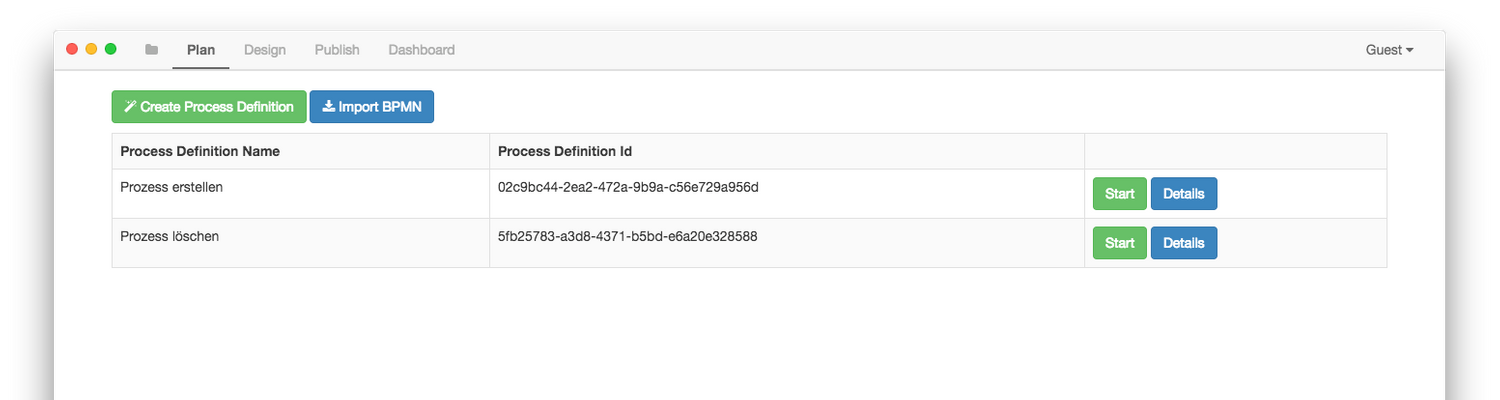 Plan Design Publish Dashboard Guest
Create Process Definition Import BPMN
Process Definition Name Process Definition Id
Prozess erstellen 02c9bc44-2ea2-472a-9b9a-c56e729a956d Start Details
Prozess löschen 5fb25783-a3d8-4371-b5bd-e6a20e328588 Start Details